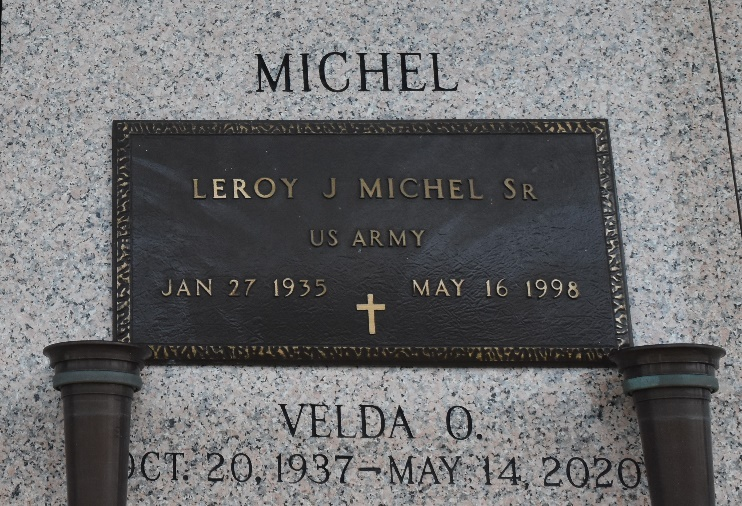 MICHEL
LEROY J MICHEL SR
US ARMY
JAN 27 1935 MAY 16 1998
VELDA O.
OCT. 20, 1937–MAY 14, 2020